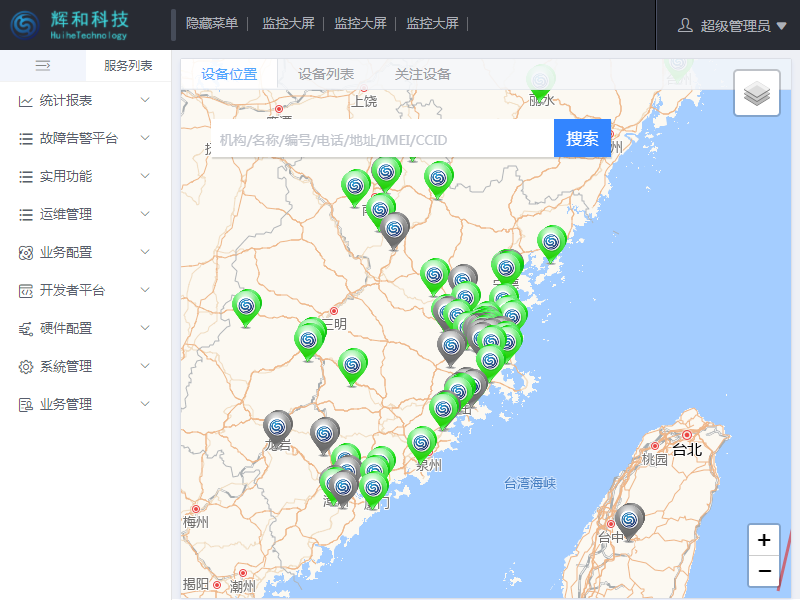 辉和科技
HuiheTechnology
隐藏菜单
监控大屏
监控大屏
监控大屏
超级管理员
服务列表
统计报表
故障告警平台
实用功能
运维管理
业务配置
开发者平台
硬件配置
系统管理
业务管理
设备位置
设备列表
关注设备
上饶
丽水
机构/名称/编号/电话/地址/IMEI/CCID
搜索
州
三明
龙岩
泉州
厦门
台湾海峡
台北
桃园
台中
梅州
揭阳
潮州
+
−